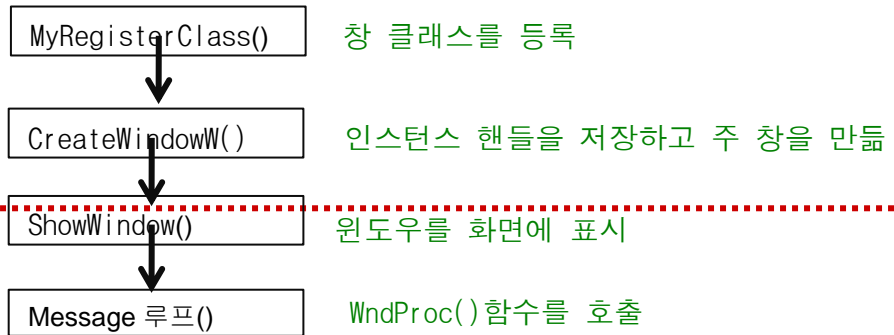 MyRegisterClass() 창 클래스를 등록
CreateWindowW() 인스턴스 핸들을 저장하고 주 창을 만듦
ShowWindow() 윈도우를 화면에 표시
Message 루프() WndProc()함수를 호출